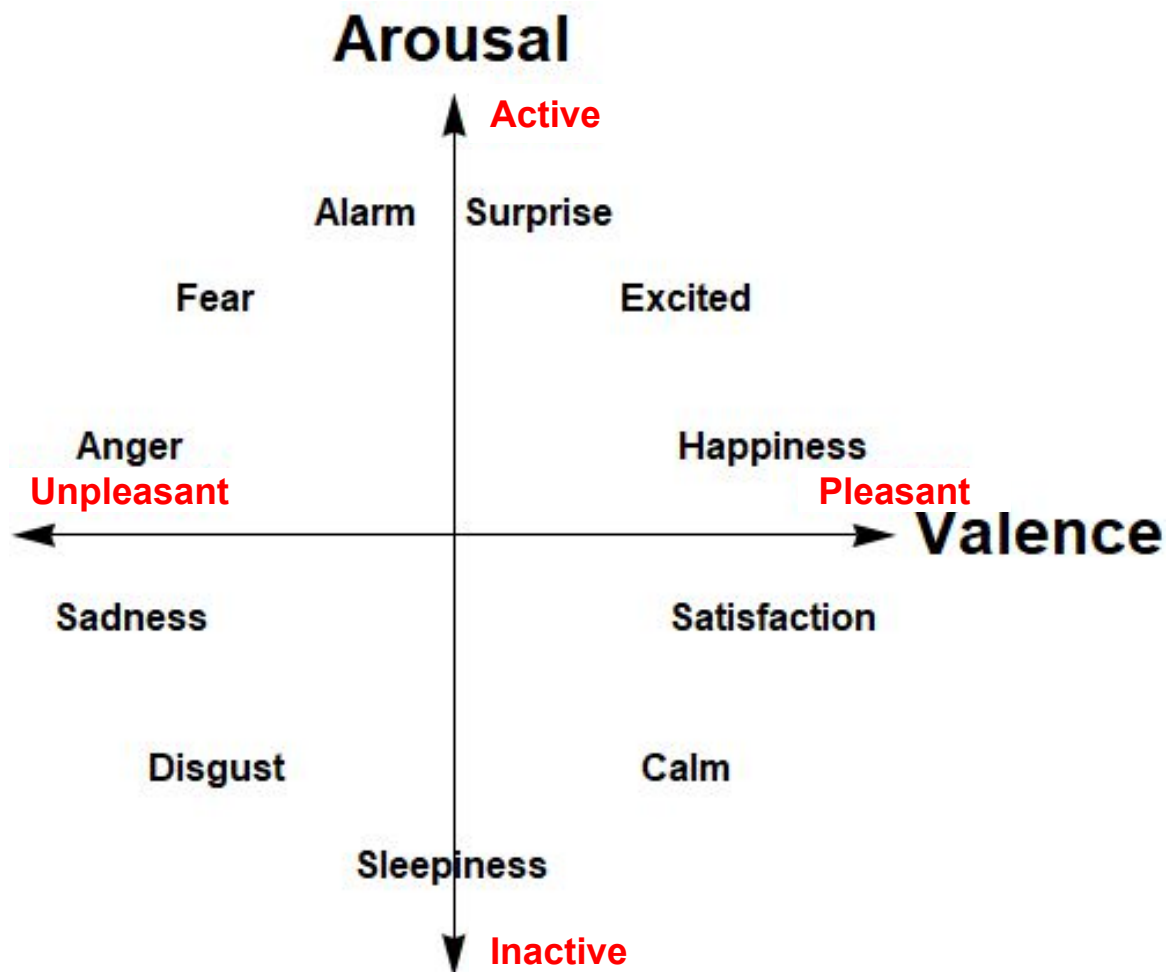 Arousal
Active
Alarm Surprise
Fear Excited
Anger Happiness
Unpleasant Pleasant
Valence
Sadness Satisfaction
Disgust Calm
Sleepiness
Inactive